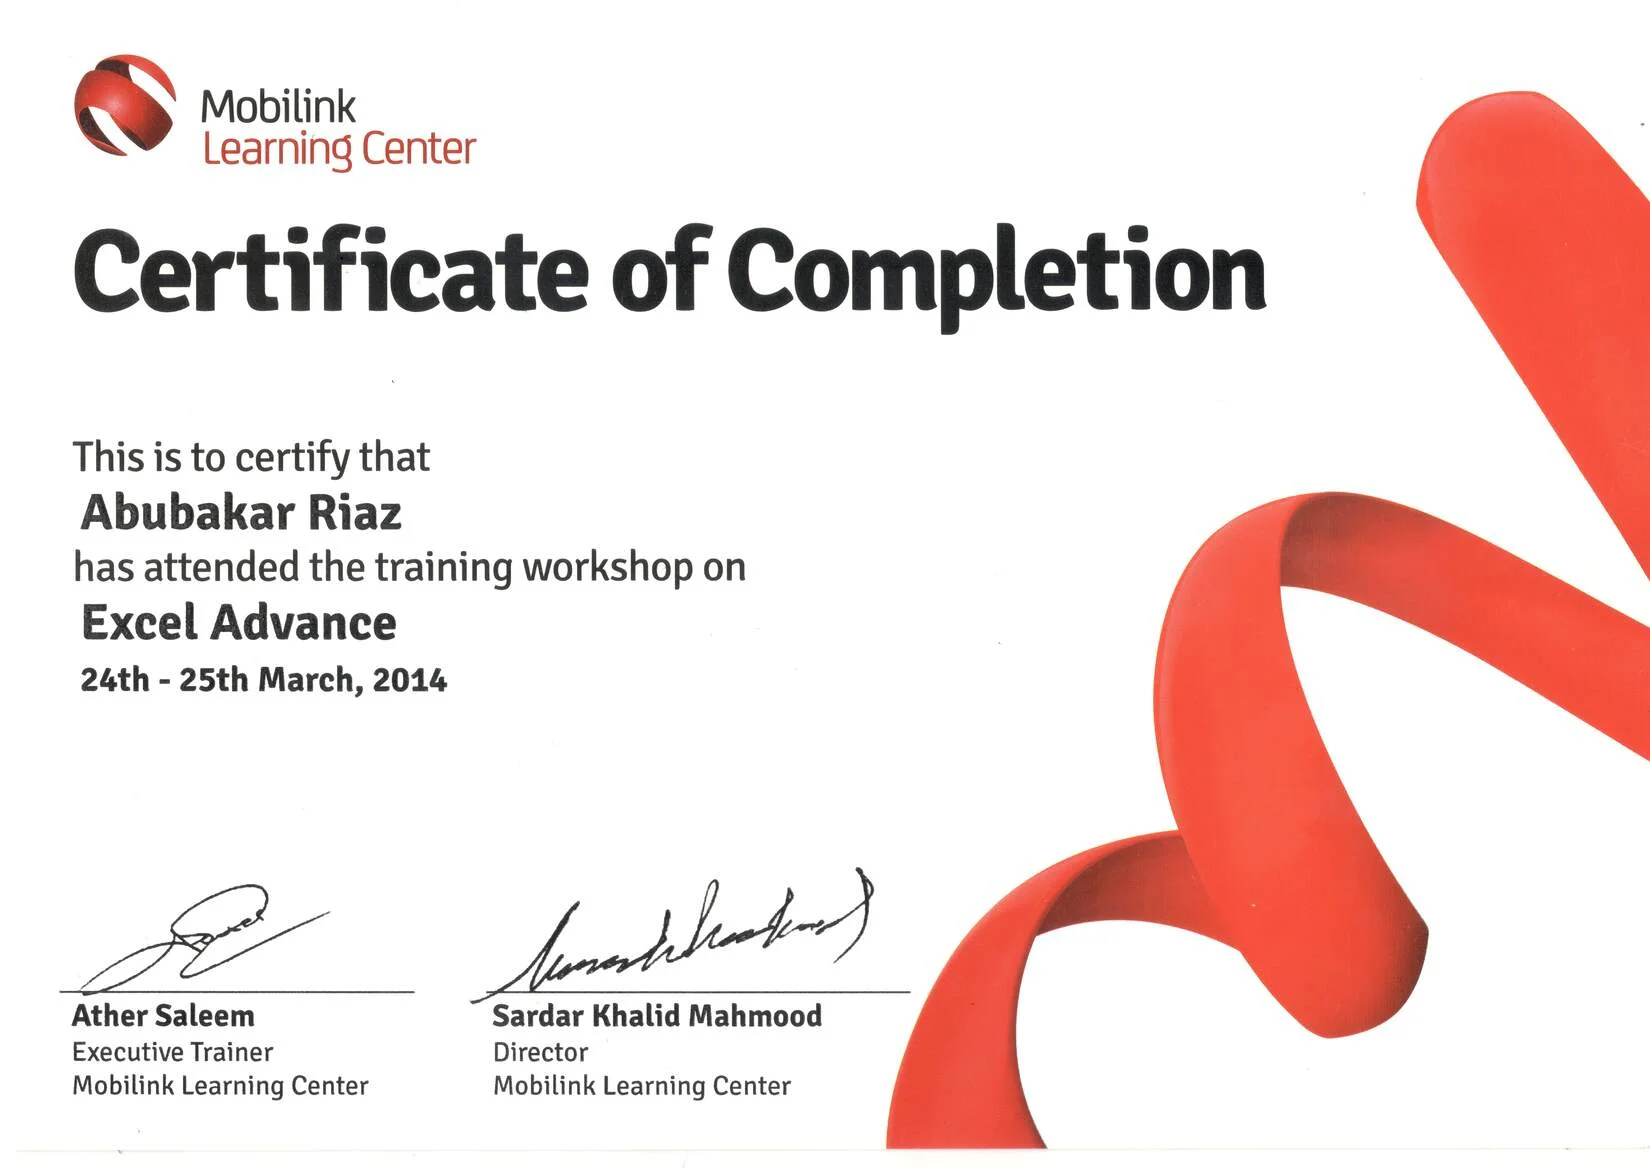 Mobilink
Learning Center
Certificate of Completion
This is to certify that
Abubakar Riaz
has attended the training workshop on
Excel Advance
24th - 25th March, 2014
Ather Saleem
Executive Trainer
Mobilink Learning Center
Sardar Khalid Mahmood
Director
Mobilink Learning Center